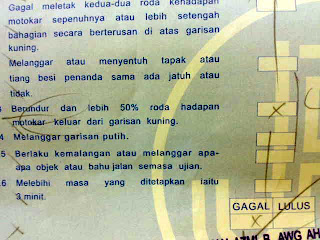 Gagal meletak kedua-dua roda kehadapan
motokar sepenuhnya atau lebih setengah
bahagian secara berterusan di atas garisan
kuning.
Melanggar atau menyentuh tapak atau
tiang besi penanda sama ada jatuh atau
tidak.
3 Berundur dan lebih 50% roda hadapan
motokar keluar dari garisan kuning.
4 Melanggar garisan putih.
5 Berlaku kemalangan atau melanggar apa-
apa objek atau bahu jalan semasa ujian.
6 Melebihi masa yang ditetapkan iaitu
3 minit.
GAGAL LULUS
X
X
AWG AH